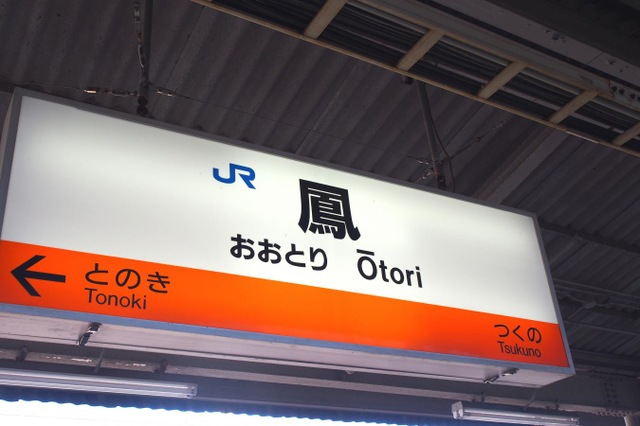 JR
鳳
おおとり Ōtori
← とのき
Tonoki
つくの
Tsukuno